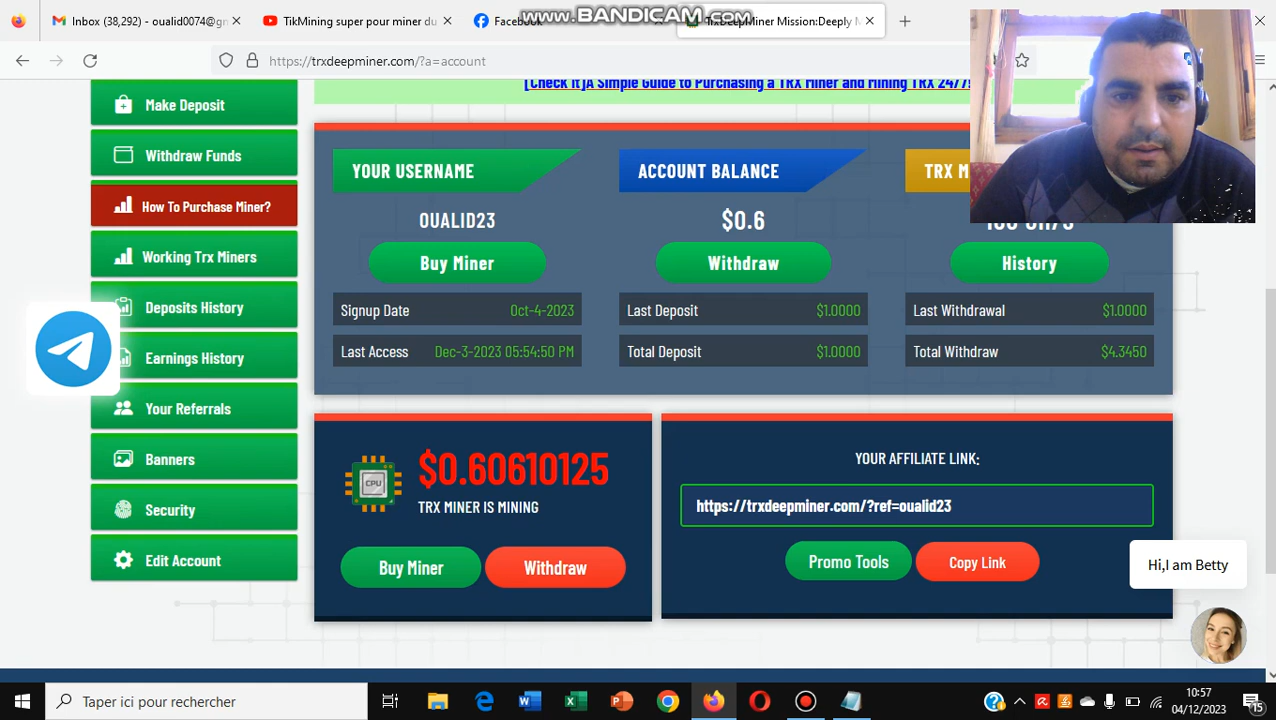 www.BANDICAM.com
Inbox (38,292) - oualid0074@gn
TikMining super pour miner du
Facebook
TrxDeepMiner Mission:Deeply M
https://trxdeepminer.com/?a=account
[Check It]A Simple Guide to Purchasing a TRX Miner and Mining TRX 24/7!
Make Deposit
Withdraw Funds
How To Purchase Miner?
Working Trx Miners
Deposits History
Earnings History
Your Referrals
Banners
Security
Edit Account
YOUR USERNAME
OUALID23
Buy Miner
Signup Date Oct-4-2023
Last Access Dec-3-2023 05:54:50 PM
ACCOUNT BALANCE
$0.6
Withdraw
Last Deposit $1.0000
Total Deposit $1.0000
TRX M
History
Last Withdrawal $1.0000
Total Withdraw $4.3450
CPU
$0.60610125
TRX MINER IS MINING
Buy Miner Withdraw
YOUR AFFILIATE LINK:
https://trxdeepminer.com/?ref=oualid23
Promo Tools Copy Link
Hi,I am Betty
Taper ici pour rechercher
10:57
04/12/2023
15